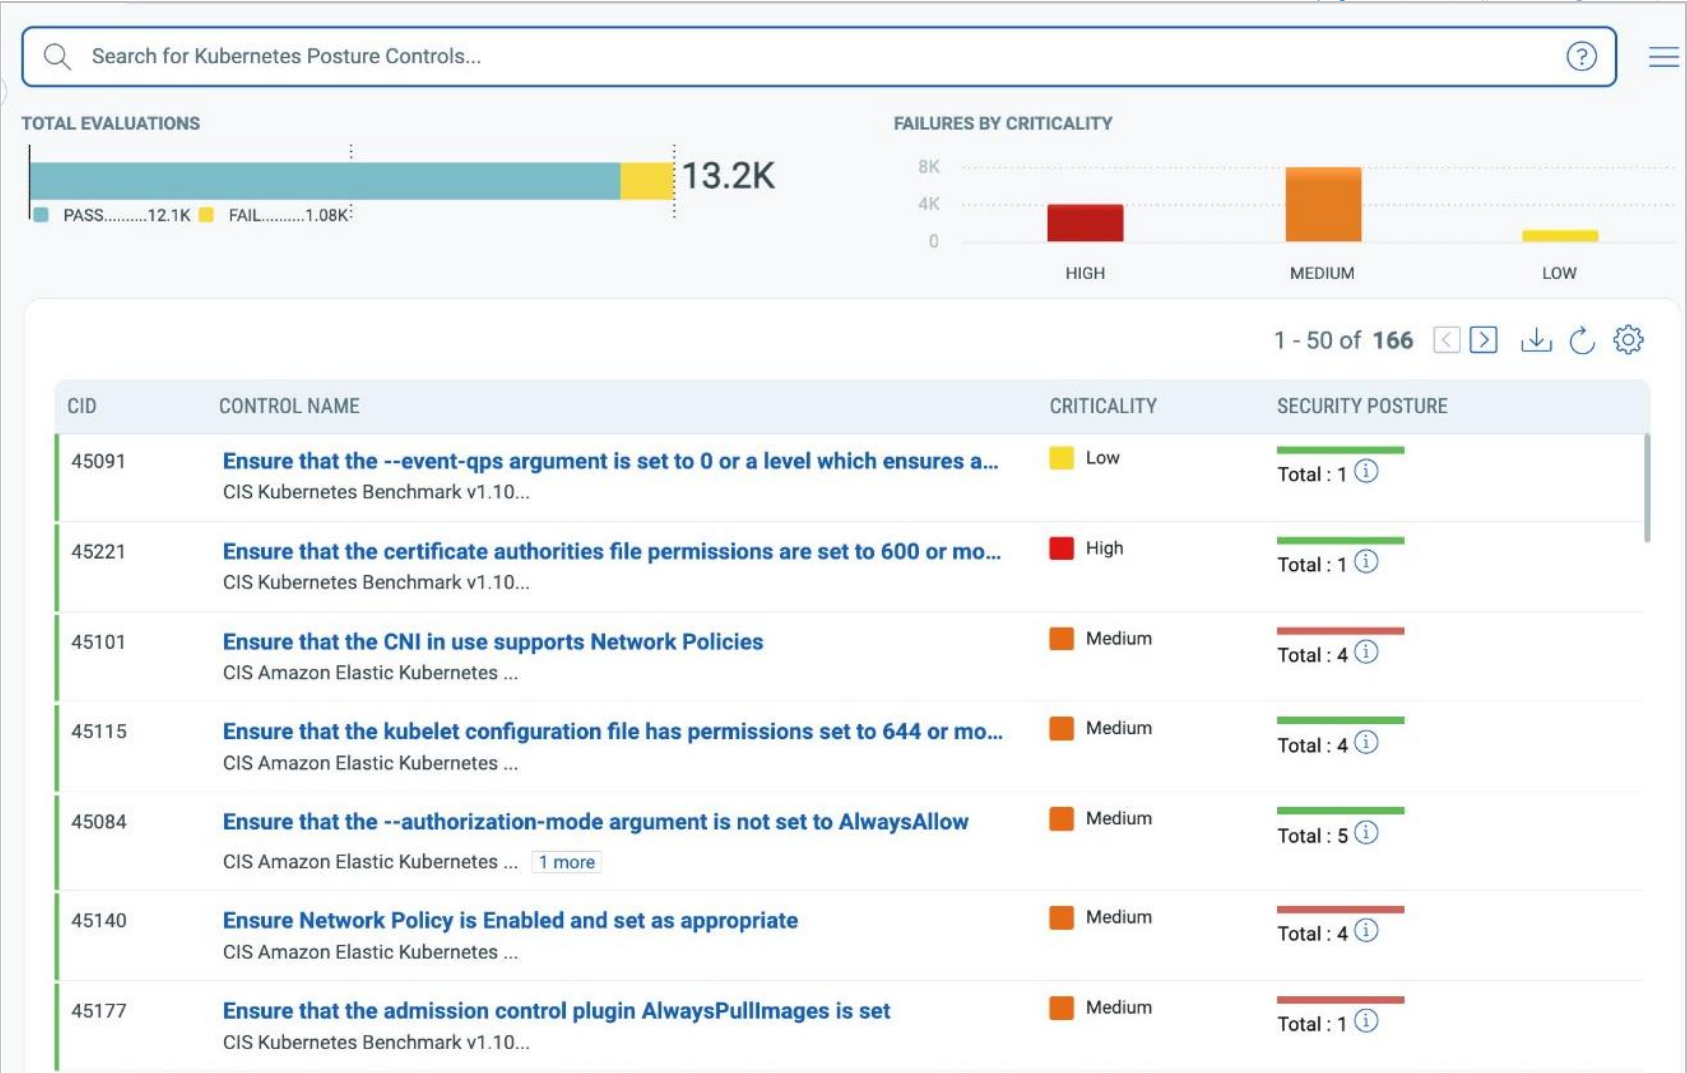 Search for Kubernetes Posture Controls...
TOTAL EVALUATIONS
13.2K
PASS.........12.1K FAIL..........1.08K
FAILURES BY CRITICALITY
8K
4K
0
HIGH MEDIUM LOW
1 - 50 of 166
CID CONTROL NAME CRITICALITY SECURITY POSTURE
45091 Ensure that the --event-qps argument is set to 0 or a level which ensures a... Low
CIS Kubernetes Benchmark v1.10... Total : 1
45221 Ensure that the certificate authorities file permissions are set to 600 or mo... High
CIS Kubernetes Benchmark v1.10... Total : 1
45101 Ensure that the CNI in use supports Network Policies Medium
CIS Amazon Elastic Kubernetes ... Total : 4
45115 Ensure that the kubelet configuration file has permissions set to 644 or mo... Medium
CIS Amazon Elastic Kubernetes ... Total : 4
45084 Ensure that the --authorization-mode argument is not set to AlwaysAllow Medium
CIS Amazon Elastic Kubernetes ... 1 more Total : 5
45140 Ensure Network Policy is Enabled and set as appropriate Medium
CIS Amazon Elastic Kubernetes ... Total : 4
45177 Ensure that the admission control plugin AlwaysPullImages is set Medium
CIS Kubernetes Benchmark v1.10... Total : 1